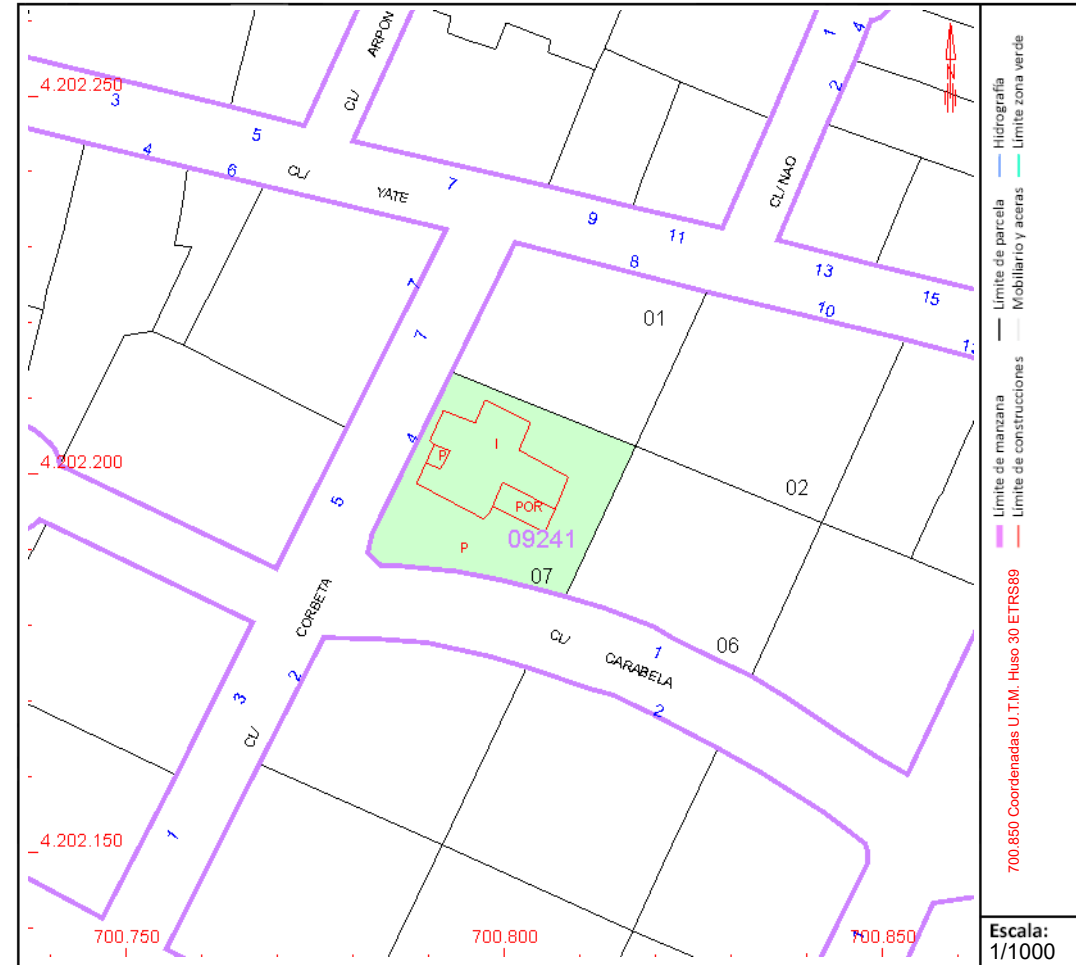 ARPON
CL/
1
4
2
4.202.250
3
5
4
6
CL/
YATE
7
CL/ NAO
9
11
8
13
15
10
7
7
01
4
I
P
4.202.200
02
5
POR
09241
P
07
CORBETA
CL/
CARABELA
1
06
2
3
2
CL/
4.202.150
1
700.750
700.800
700.850
N
Límite de manzana
Límite de parcela
Hidrografía
Límite de construcciones
Mobiliario y aceras
Límite zona verde
700.850 Coordenadas U.T.M. Huso 30 ETRS89
Escala:
1/1000